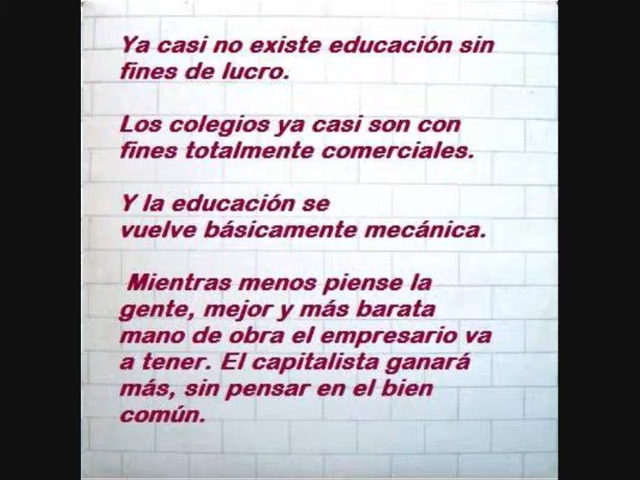 Ya casi no existe educación sin
fines de lucro.
Los colegios ya casi son con
fines totalmente comerciales.
Y la educación se
vuelve básicamente mecánica.
Mientras menos piense la
gente, mejor y más barata
mano de obra el empresario va
a tener. El capitalista ganará
más, sin pensar en el bien
común.